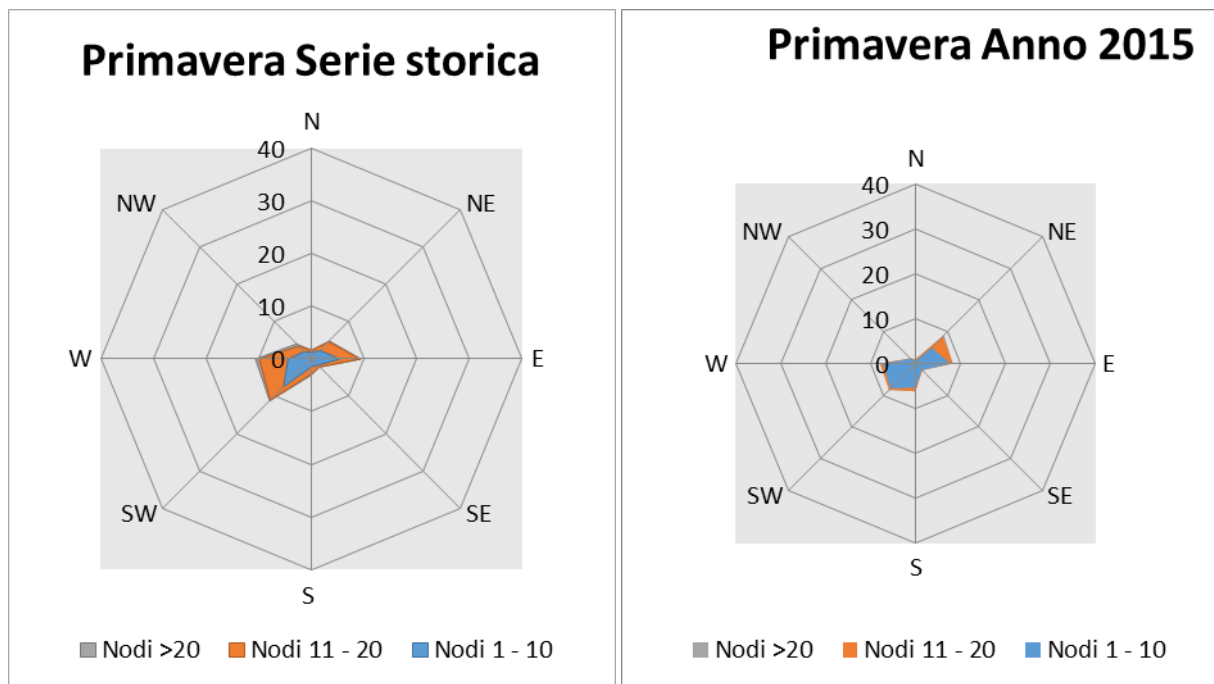 Primavera Serie storica
N
40
NW
NE
30
20
10
W
0
E
SW
SE
S
Nodi >20 Nodi 11 - 20 Nodi 1 - 10
Primavera Anno 2015
N
40
NW
NE
30
20
10
W
0
E
SW
SE
S
Nodi >20 Nodi 11 - 20 Nodi 1 - 10